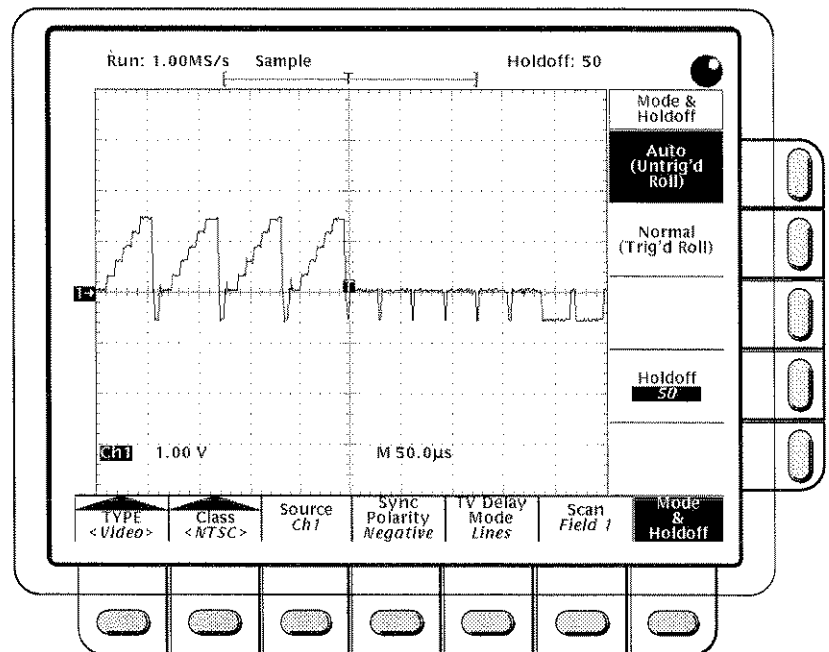 Run: 1.00MS/s Sample Holdoff: 50
T
Mode &
Holdoff
Auto
(Untrig'd
Roll)
Normal
(Trig'd Roll)
T
1→
Holdoff
50
Ch1 1.00 V M 50.0µs
TYPE
<Video>
Class
<NTSC>
Source
Ch1
Sync
Polarity
Negative
TV Delay
Mode
Lines
Scan
Field 1
Mode
&
Holdoff